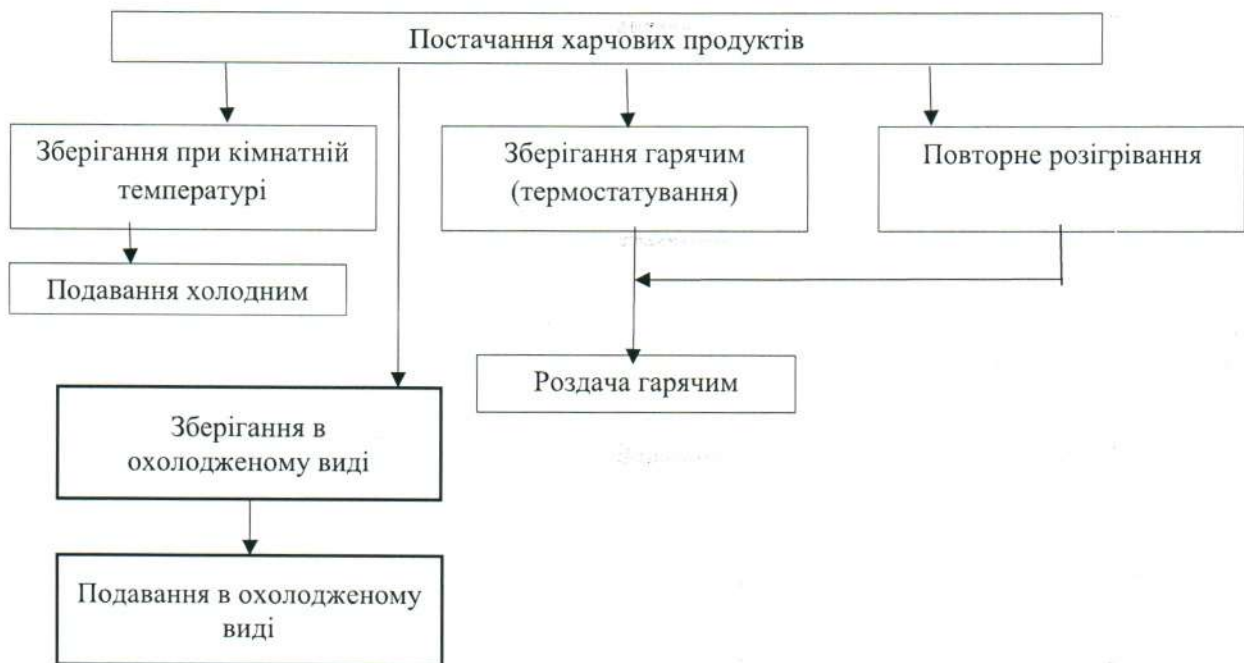 Постачання харчових продуктів
Зберігання при кімнатній
температурі
Зберігання гарячим
(термостатування)
Повторне розігрівання
Подавання холодним
Роздача гарячим
Зберігання в
охолодженому виді
Подавання в охолодженому
виді